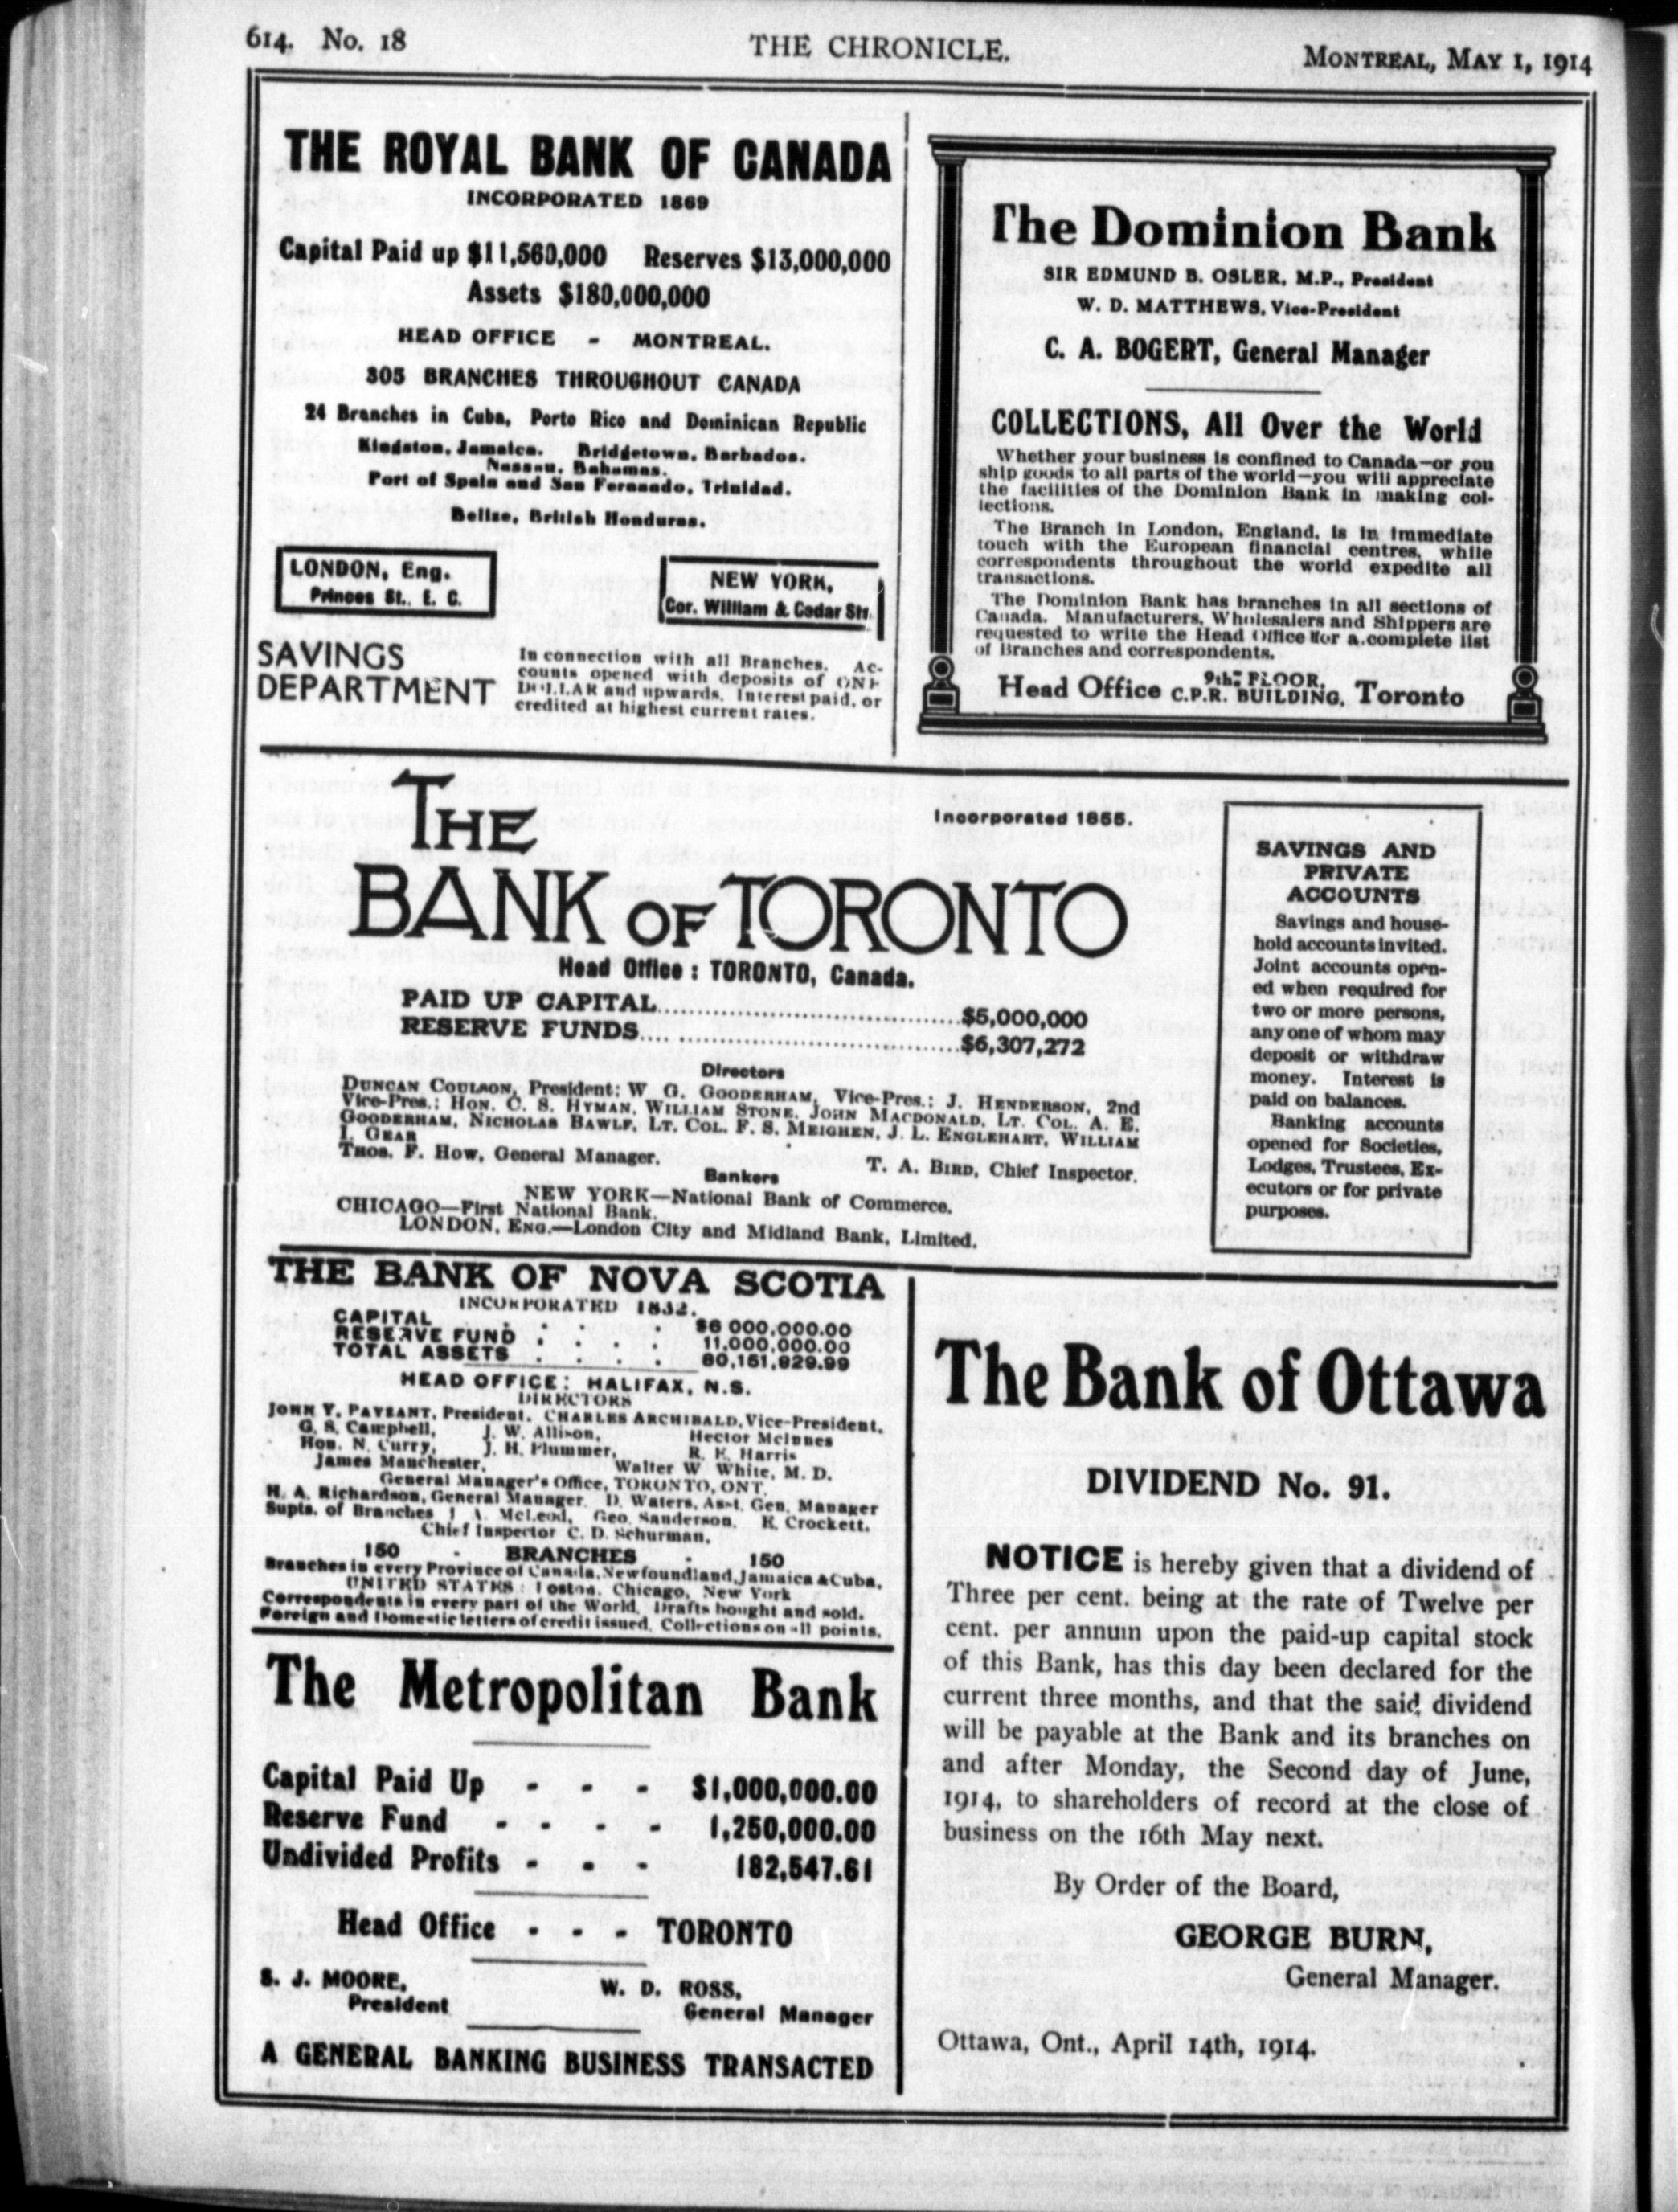 614. No. 18
THE CHRONICLE.
MONTREAL, MAY 1, 1914
THE ROYAL BANK OF CANADA
INCORPORATED 1869
Capital Paid up $11,560,000 Reserves $13,000,000
Assets $180,000,000
HEAD OFFICE - MONTREAL.
305 BRANCHES THROUGHOUT CANADA
24 Branches in Cuba, Porto Rico and Dominican Republic
Kingston, Jamaica. Bridgetown, Barbados.
Nassau, Bahamas.
Port of Spain and San Fernando, Trinidad.
Belize, British Honduras.
LONDON, Eng.
Princes St., E. C.
NEW YORK,
Cor. William & Cedar Sts.
SAVINGS
DEPARTMENT
In connection with all Branches. Ac-
counts opened with deposits of ONE
DOLLAR and upwards. Interest paid, or
credited at highest current rates.
The Dominion Bank
SIR EDMUND B. OSLER, M.P., President
W. D. MATTHEWS, Vice-President
C. A. BOGERT, General Manager
COLLECTIONS, All Over the World
Whether your business is confined to Canada—or you
ship goods to all parts of the world—you will appreciate
the facilities of the Dominion Bank in making col-
lections.
The Branch in London, England, is in immediate
touch with the European financial centres, while
correspondents throughout the world expedite all
transactions.
The Dominion Bank has branches in all sections of
Canada. Manufacturers, Wholesalers and Shippers are
requested to write the Head Office for a complete list
of Branches and correspondents.
Head Office 9th FLOOR, C.P.R. BUILDING, Toronto
THE
BANK OF TORONTO
Incorporated 1855.
Head Office : TORONTO, Canada.
PAID UP CAPITAL........................................$5,000,000
RESERVE FUNDS........................................$6,307,272
Directors
DUNCAN COULSON, President; W. G. GOODERHAM, Vice-Pres.; J. HENDERSON, 2nd
Vice-Pres.; HON. C. S. HYMAN, WILLIAM STONE, JOHN MACDONALD, LT. COL. A. E.
GOODERHAM, NICHOLAS BAWLF, LT. COL. F. S. MEIGHEN, J. L. ENGLEHART, WILLIAM
I. GEAR
THOS. F. HOW, General Manager. T. A. BIRD, Chief Inspector.
Bankers
NEW YORK—National Bank of Commerce.
CHICAGO—First National Bank.
LONDON, ENG.—London City and Midland Bank, Limited.
SAVINGS AND
PRIVATE
ACCOUNTS
Savings and house-
hold accounts invited.
Joint accounts open-
ed when required for
two or more persons,
any one of whom may
deposit or withdraw
money. Interest is
paid on balances.
Banking accounts
opened for Societies,
Lodges, Trustees, Ex-
ecutors or for private
purposes.
THE BANK OF NOVA SCOTIA
INCORPORATED 1832.
CAPITAL . . . . $6 000,000.00
RESERVE FUND . . . . 11,000,000.00
TOTAL ASSETS . . . . 80,151,829.99
HEAD OFFICE: HALIFAX, N.S.
DIRECTORS
JOHN Y. PAYZANT, President. CHARLES ARCHIBALD, Vice-President.
G. S. Campbell, J. W. Allison, Hector McInnes
Hon. N. Curry, J. H. Plummer, R. E. Harris
James Manchester, Walter W White, M. D.
General Manager's Office, TORONTO, ONT.
H. A. Richardson, General Manager. D. Waters, Asst. Gen. Manager
Supts. of Branches J. A. McLeod, Geo. Sanderson, E. Crockett.
Chief Inspector C. D. Schurman.
150 - BRANCHES - 150
Branches in every Province of Canada, Newfoundland, Jamaica & Cuba.
UNITED STATES : Boston, Chicago, New York
Correspondents in every part of the World. Drafts bought and sold.
Foreign and Domestic letters of credit issued. Collections on all points.
The Metropolitan Bank
Capital Paid Up - - - $1,000,000.00
Reserve Fund - - - - 1,250,000.00
Undivided Profits - - - 182,547.61
Head Office - - - TORONTO
S. J. MOORE,
President
W. D. ROSS,
General Manager
A GENERAL BANKING BUSINESS TRANSACTED
The Bank of Ottawa
DIVIDEND No. 91.
NOTICE is hereby given that a dividend of
Three per cent. being at the rate of Twelve per
cent. per annum upon the paid-up capital stock
of this Bank, has this day been declared for the
current three months, and that the said dividend
will be payable at the Bank and its branches on
and after Monday, the Second day of June,
1914, to shareholders of record at the close of
business on the 16th May next.
By Order of the Board,
GEORGE BURN,
General Manager.
Ottawa, Ont., April 14th, 1914.